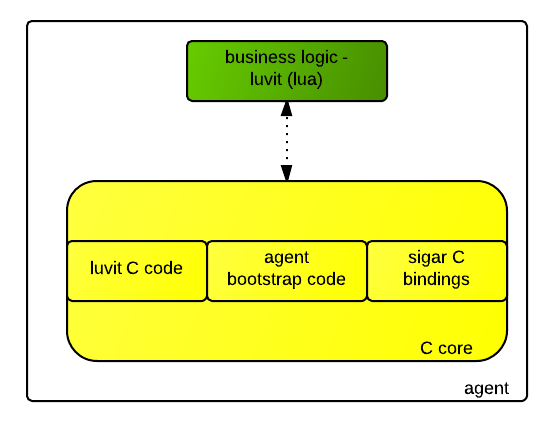 business logic -
luvit (lua)
luvit C code
agent
bootstrap code
sigar C
bindings
C core
agent